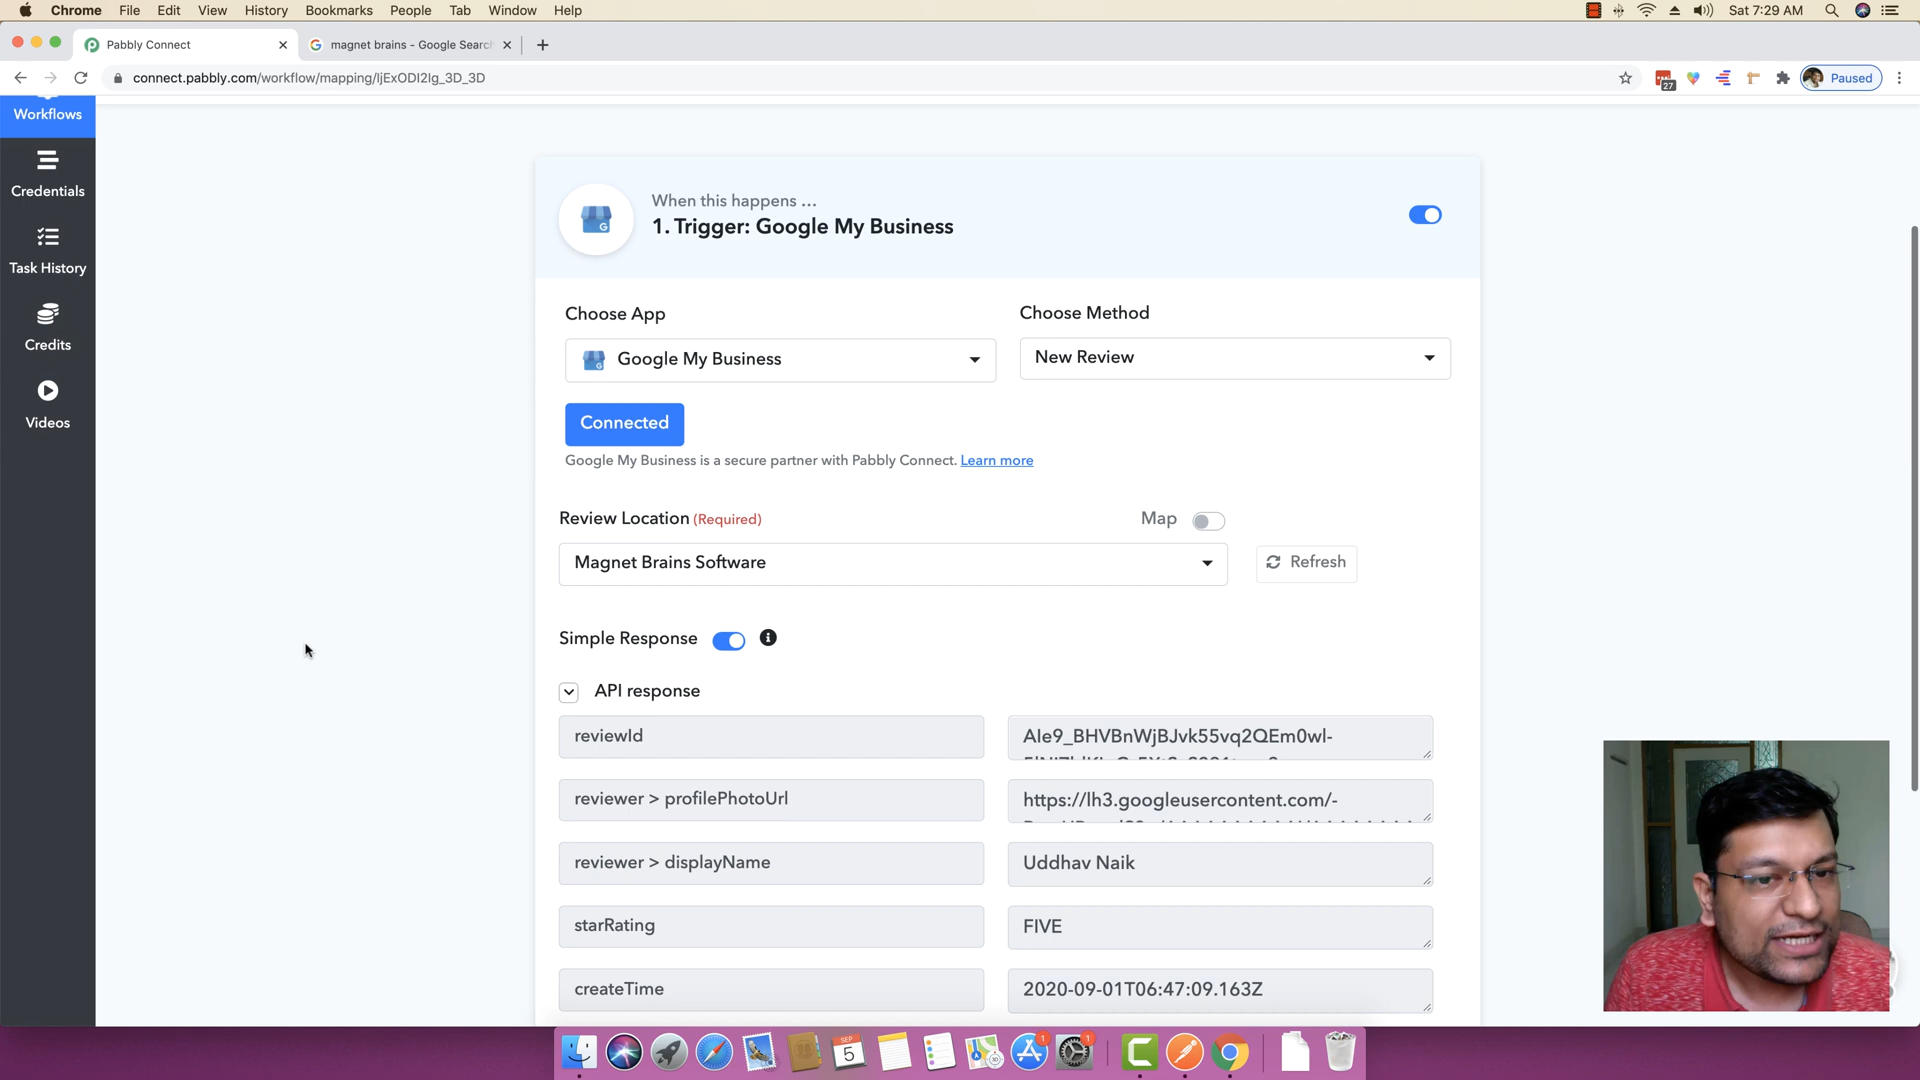 Chrome File Edit View History Bookmarks People Tab Window Help Sat 7:29 AM
Pabbly Connect magnet brains - Google Search
connect.pabbly.com/workflow/mapping/IjExODI2Ig_3D_3D 27 Paused
Workflows
Credentials
Task History
Credits
Videos
When this happens ...
1. Trigger: Google My Business
Choose App Choose Method
Google My Business New Review
Connected
Google My Business is a secure partner with Pabbly Connect. Learn more
Review Location (Required) Map
Magnet Brains Software Refresh
Simple Response
API response
reviewId AIe9_BHVBnWjBJvk55vq2QEm0wl-
reviewer > profilePhotoUrl https://lh3.googleusercontent.com/-
reviewer > displayName Uddhav Naik
starRating FIVE
createTime 2020-09-01T06:47:09.163Z
SEP
5
1
1